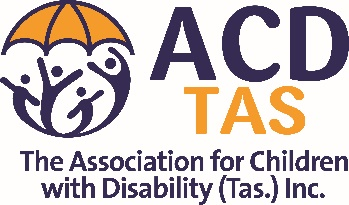 ACD
TAS
The Association for Children
with Disability (Tas.) Inc.